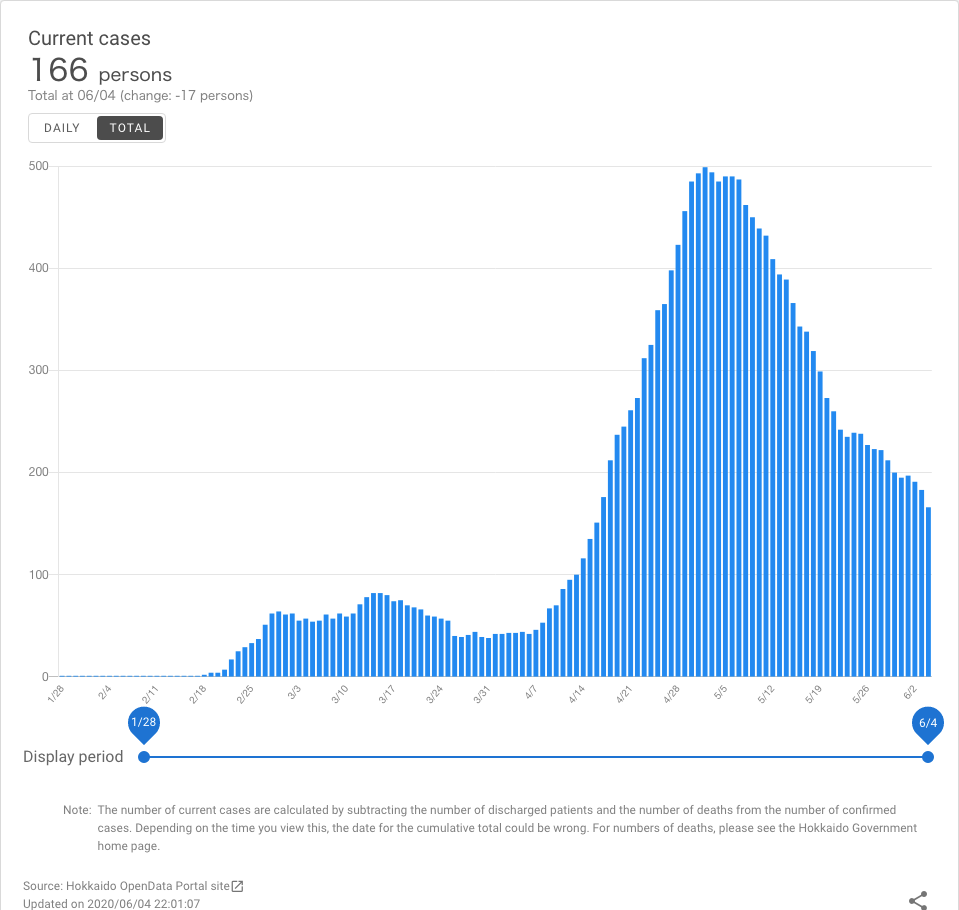 Current cases
166 persons
Total at 06/04 (change: -17 persons)
DAILY TOTAL
500
400
300
200
100
0
1/28 2/4 2/11 2/18 2/25 3/3 3/10 3/17 3/24 3/31 4/7 4/14 4/21 4/28 5/5 5/12 5/19 5/26 6/2
1/28 6/4
Display period
Note: The number of current cases are calculated by subtracting the number of discharged patients and the number of deaths from the number of confirmed
cases. Depending on the time you view this, the date for the cumulative total could be wrong. For numbers of deaths, please see the Hokkaido Government
home page.
Source: Hokkaido OpenData Portal site
Updated on 2020/06/04 22:01:07